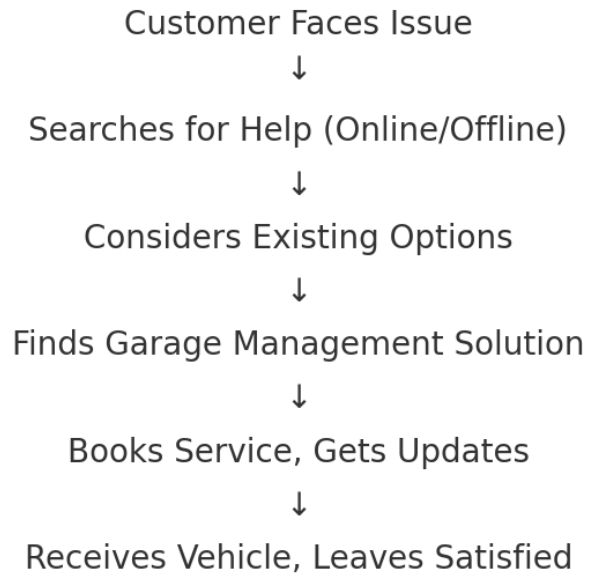 Customer Faces Issue
↓
Searches for Help (Online/Offline)
↓
Considers Existing Options
↓
Finds Garage Management Solution
↓
Books Service, Gets Updates
↓
Receives Vehicle, Leaves Satisfied